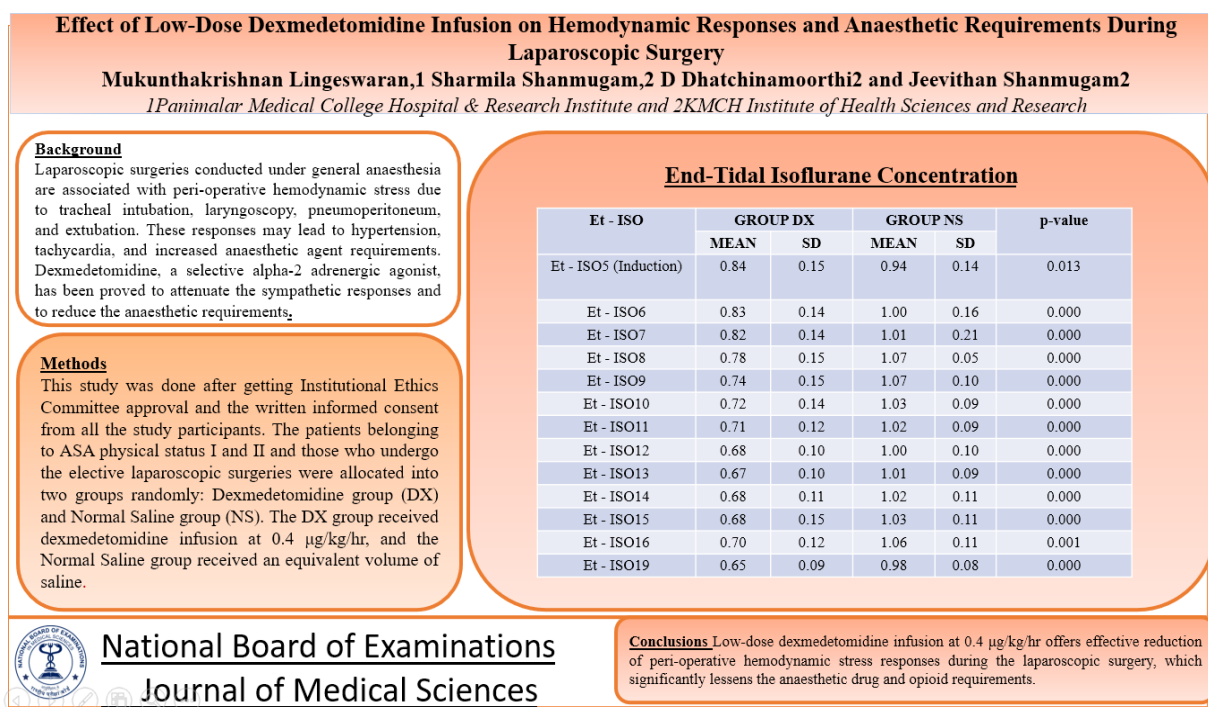 Effect of Low-Dose Dexmedetomidine Infusion on Hemodynamic Responses and Anaesthetic Requirements During
Laparoscopic Surgery
Mukunthakrishnan Lingeswaran,1 Sharmila Shanmugam,2 D Dhatchinamoorthi2 and Jeevithan Shanmugam2
1Panimalar Medical College Hospital & Research Institute and 2KMCH Institute of Health Sciences and Research
Background
Laparoscopic surgeries conducted under general anaesthesia
are associated with peri-operative hemodynamic stress due
to tracheal intubation, laryngoscopy, pneumoperitoneum,
and extubation. These responses may lead to hypertension,
tachycardia, and increased anaesthetic agent requirements.
Dexmedetomidine, a selective alpha-2 adrenergic agonist,
has been proved to attenuate the sympathetic responses and
to reduce the anaesthetic requirements.
Methods
This study was done after getting Institutional Ethics
Committee approval and the written informed consent
from all the study participants. The patients belonging
to ASA physical status I and II and those who undergo
the elective laparoscopic surgeries were allocated into
two groups randomly: Dexmedetomidine group (DX)
and Normal Saline group (NS). The DX group received
dexmedetomidine infusion at 0.4 μg/kg/hr, and the
Normal Saline group received an equivalent volume of
saline.
End-Tidal Isoflurane Concentration
Et - ISO GROUP DX GROUP NS p-value
MEAN SD MEAN SD
Et - ISO5 (Induction) 0.84 0.15 0.94 0.14 0.013
Et - ISO6 0.83 0.14 1.00 0.16 0.000
Et - ISO7 0.82 0.14 1.01 0.21 0.000
Et - ISO8 0.78 0.15 1.07 0.05 0.000
Et - ISO9 0.74 0.15 1.07 0.10 0.000
Et - ISO10 0.72 0.14 1.03 0.09 0.000
Et - ISO11 0.71 0.12 1.02 0.09 0.000
Et - ISO12 0.68 0.10 1.00 0.10 0.000
Et - ISO13 0.67 0.10 1.01 0.09 0.000
Et - ISO14 0.68 0.11 1.02 0.11 0.000
Et - ISO15 0.68 0.15 1.03 0.11 0.000
Et - ISO16 0.70 0.12 1.06 0.11 0.001
Et - ISO19 0.65 0.09 0.98 0.08 0.000
National Board of Examinations
Journal of Medical Sciences
Conclusions Low-dose dexmedetomidine infusion at 0.4 μg/kg/hr offers effective reduction
of peri-operative hemodynamic stress responses during the laparoscopic surgery, which
significantly lessens the anaesthetic drug and opioid requirements.